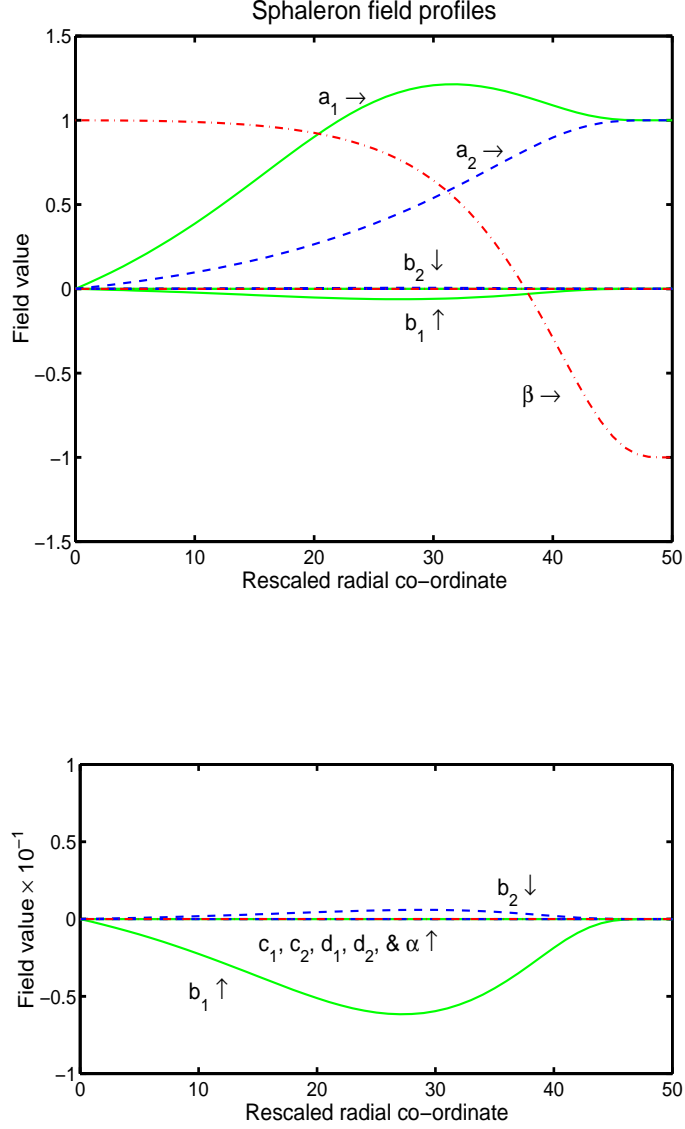 Sphaleron field profiles
1.5
a₁ →
1
a₂ →
0.5
b₂ ↓
0
b₁ ↑
−0.5
β →
−1
−1.5
0 10 20 30 40 50
Field value
Rescaled radial co−ordinate
1
0.5
b₂ ↓
0
c₁, c₂, d₁, d₂, & α ↑
b₁ ↑
−0.5
−1
0 10 20 30 40 50
Field value × 10⁻¹
Rescaled radial co−ordinate